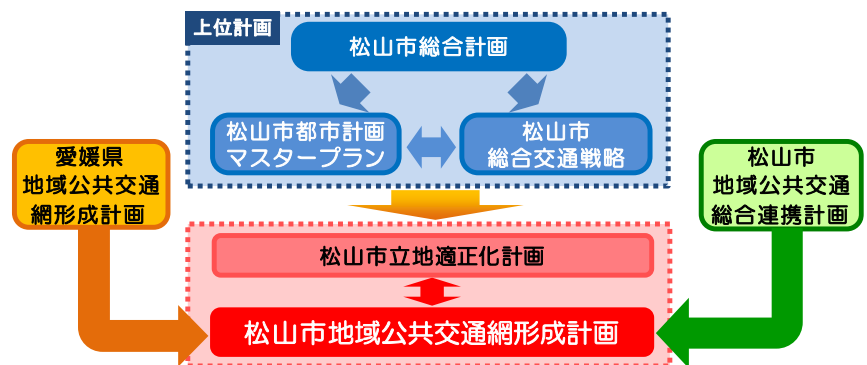 上位計画
松山市総合計画
松山市都市計画
マスタープラン
松山市
総合交通戦略
愛媛県
地域公共交通
網形成計画
松山市
地域公共交通
総合連携計画
松山市立地適正化計画
松山市地域公共交通網形成計画